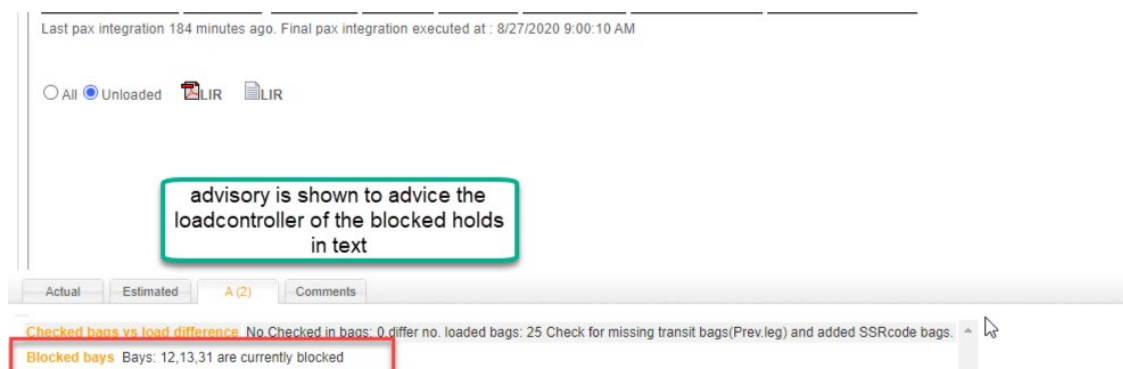 Last pax integration 184 minutes ago. Final pax integration executed at : 8/27/2020 9:00:10 AM
All Unloaded LIR LIR
advisory is shown to advice the
loadcontroller of the blocked holds
in text
Actual Estimated A (2) Comments
Checked bags vs load difference No.Checked in bags: 0 differ no. loaded bags: 25 Check for missing transit bags(Prev.leg) and added SSRcode bags.
Blocked bays Bays: 12,13,31 are currently blocked